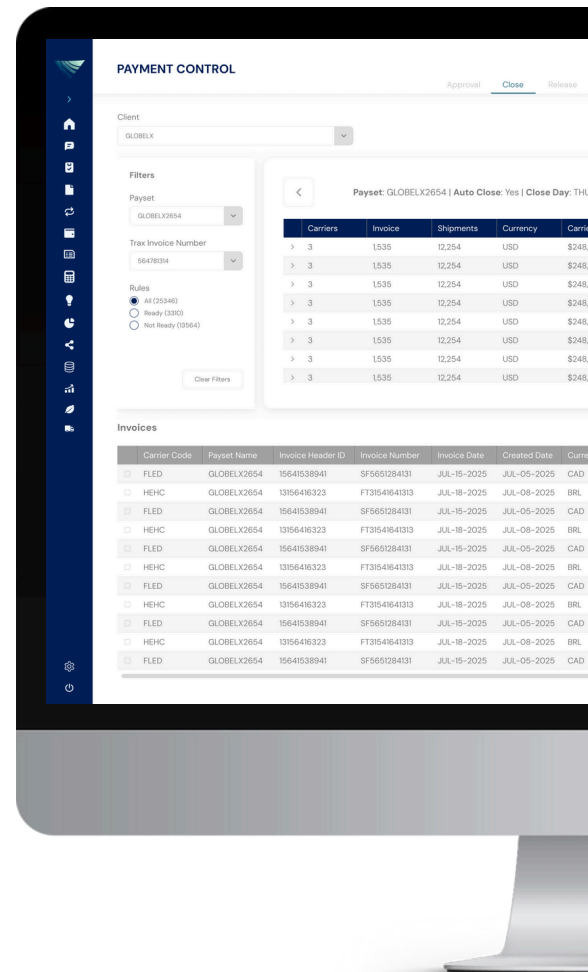 PAYMENT CONTROL
Approval Close Release
Client
GLOBELX
Filters
Payset
GLOBELX2654
Trax Invoice Number
564781314
Rules
All (25346)
Ready (3310)
Not Ready (13564)
Clear Filters
Payset: GLOBELX2654 | Auto Close: Yes | Close Day: THU
Carriers Invoice Shipments Currency Carrie
3 1,535 12,254 USD $248,
3 1,535 12,254 USD $248,
3 1,535 12,254 USD $248,
3 1,535 12,254 USD $248,
3 1,535 12,254 USD $248,
3 1,535 12,254 USD $248,
3 1,535 12,254 USD $248,
3 1,535 12,254 USD $248,
Invoices
Carrier Code Payset Name Invoice Header ID Invoice Number Invoice Date Created Date Curre
FLED GLOBELX2654 15641538941 SF5651284131 JUL-15-2025 JUL-05-2025 CAD
HEHC GLOBELX2654 13156416323 FT31541641313 JUL-18-2025 JUL-08-2025 BRL
FLED GLOBELX2654 15641538941 SF5651284131 JUL-15-2025 JUL-05-2025 CAD
HEHC GLOBELX2654 13156416323 FT31541641313 JUL-18-2025 JUL-08-2025 BRL
FLED GLOBELX2654 15641538941 SF5651284131 JUL-15-2025 JUL-05-2025 CAD
HEHC GLOBELX2654 13156416323 FT31541641313 JUL-18-2025 JUL-08-2025 BRL
FLED GLOBELX2654 15641538941 SF5651284131 JUL-15-2025 JUL-05-2025 CAD
HEHC GLOBELX2654 13156416323 FT31541641313 JUL-18-2025 JUL-08-2025 BRL
FLED GLOBELX2654 15641538941 SF5651284131 JUL-15-2025 JUL-05-2025 CAD
HEHC GLOBELX2654 13156416323 FT31541641313 JUL-18-2025 JUL-08-2025 BRL
FLED GLOBELX2654 15641538941 SF5651284131 JUL-15-2025 JUL-05-2025 CAD